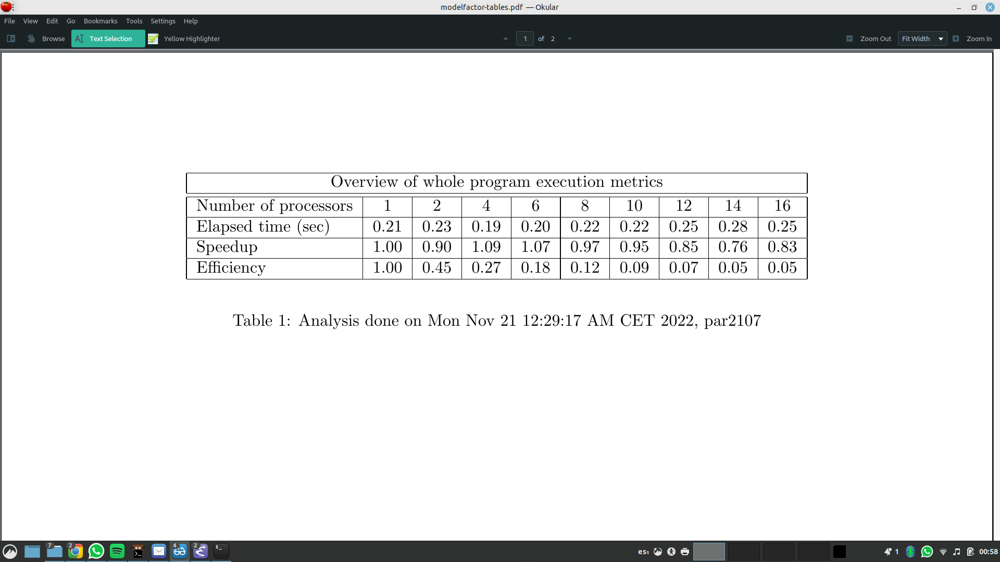 modelfactor-tables.pdf — Okular
File View Edit Go Bookmarks Tools Settings Help
Browse Text Selection Yellow Highlighter 1 of 2 Zoom Out Fit Width Zoom In
Overview of whole program execution metrics
Number of processors 1 2 4 6 8 10 12 14 16
Elapsed time (sec) 0.21 0.23 0.19 0.20 0.22 0.22 0.25 0.28 0.25
Speedup 1.00 0.90 1.09 1.07 0.97 0.95 0.85 0.76 0.83
Efficiency 1.00 0.45 0.27 0.18 0.12 0.09 0.07 0.05 0.05
Table 1: Analysis done on Mon Nov 21 12:29:17 AM CET 2022, par2107
7 2 4 2 es1 1 00:58